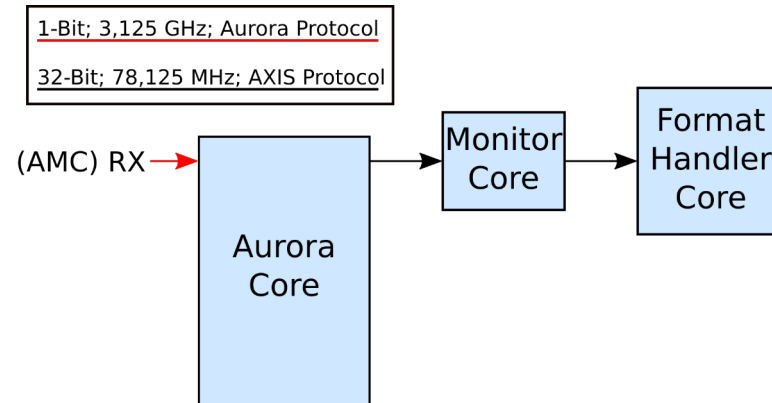 1-Bit; 3,125 GHz; Aurora Protocol
32-Bit; 78,125 MHz; AXIS Protocol
(AMC) RX
Aurora
Core
Monitor
Core
Format
Handler
Core